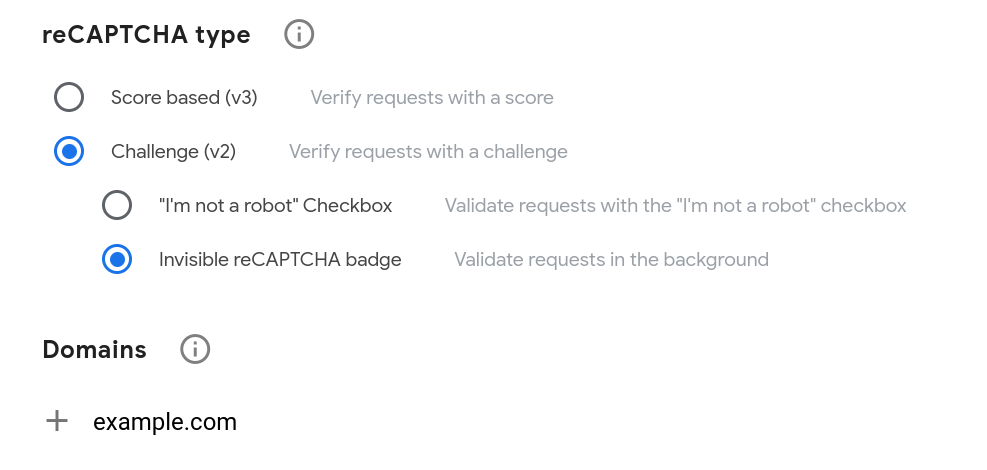 reCAPTCHA type
Score based (v3) Verify requests with a score
Challenge (v2) Verify requests with a challenge
"I'm not a robot" Checkbox Validate requests with the "I'm not a robot" checkbox
Invisible reCAPTCHA badge Validate requests in the background
Domains
example.com